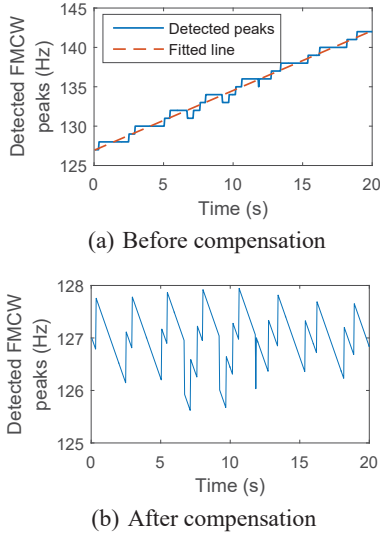 145
140
135
130
125
Detected FMCW
peaks (Hz)
Detected peaks
Fitted line
0 5 10 15 20
Time (s)
(a) Before compensation
128
127
126
125
Detected FMCW
peaks (Hz)
0 5 10 15 20
Time (s)
(b) After compensation